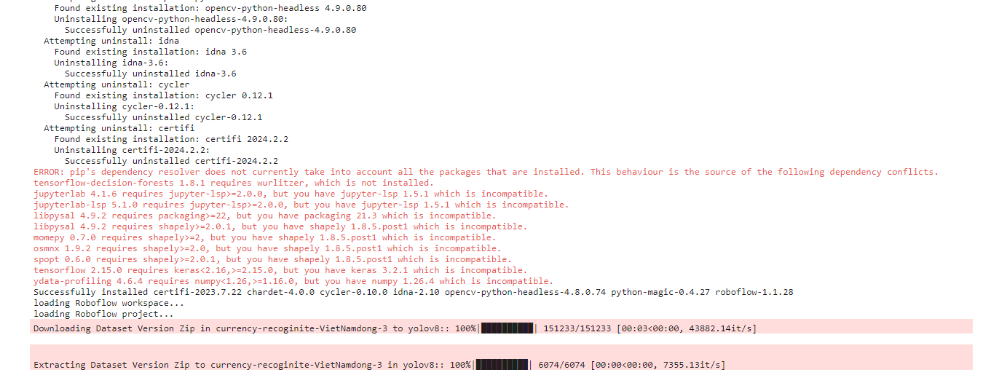 Found existing installation: opencv-python-headless 4.9.0.80
Uninstalling opencv-python-headless-4.9.0.80:
Successfully uninstalled opencv-python-headless-4.9.0.80
Attempting uninstall: idna
Found existing installation: idna 3.6
Uninstalling idna-3.6:
Successfully uninstalled idna-3.6
Attempting uninstall: cycler
Found existing installation: cycler 0.12.1
Uninstalling cycler-0.12.1:
Successfully uninstalled cycler-0.12.1
Attempting uninstall: certifi
Found existing installation: certifi 2024.2.2
Uninstalling certifi-2024.2.2:
Successfully uninstalled certifi-2024.2.2
ERROR: pip's dependency resolver does not currently take into account all the packages that are installed. This behaviour is the source of the following dependency conflicts.
tensorflow-decision-forests 1.8.1 requires wurlitzer, which is not installed.
jupyterlab 4.1.6 requires jupyter-lsp>=2.0.0, but you have jupyter-lsp 1.5.1 which is incompatible.
jupyterlab-lsp 5.1.0 requires jupyter-lsp>=2.0.0, but you have jupyter-lsp 1.5.1 which is incompatible.
libpysal 4.9.2 requires packaging>=22, but you have packaging 21.3 which is incompatible.
libpysal 4.9.2 requires shapely>=2.0.1, but you have shapely 1.8.5.post1 which is incompatible.
momepy 0.7.0 requires shapely>=2, but you have shapely 1.8.5.post1 which is incompatible.
osmnx 1.9.2 requires shapely>=2.0, but you have shapely 1.8.5.post1 which is incompatible.
spopt 0.6.0 requires shapely>=2.0.1, but you have shapely 1.8.5.post1 which is incompatible.
tensorflow 2.15.0 requires keras<2.16,>=2.15.0, but you have keras 3.2.1 which is incompatible.
ydata-profiling 4.6.4 requires numpy<1.26,>=1.16.0, but you have numpy 1.26.4 which is incompatible.
Successfully installed certifi-2023.7.22 chardet-4.0.0 cycler-0.10.0 idna-2.10 opencv-python-headless-4.8.0.74 python-magic-0.4.27 roboflow-1.1.28
loading Roboflow workspace...
loading Roboflow project...
Downloading Dataset Version Zip in currency-recoginite-VietNamdong-3 to yolov8:: 100%|██████████| 151233/151233 [00:03<00:00, 43882.14it/s]
Extracting Dataset Version Zip to currency-recoginite-VietNamdong-3 in yolov8:: 100%|██████████| 6074/6074 [00:00<00:00, 7355.13it/s]